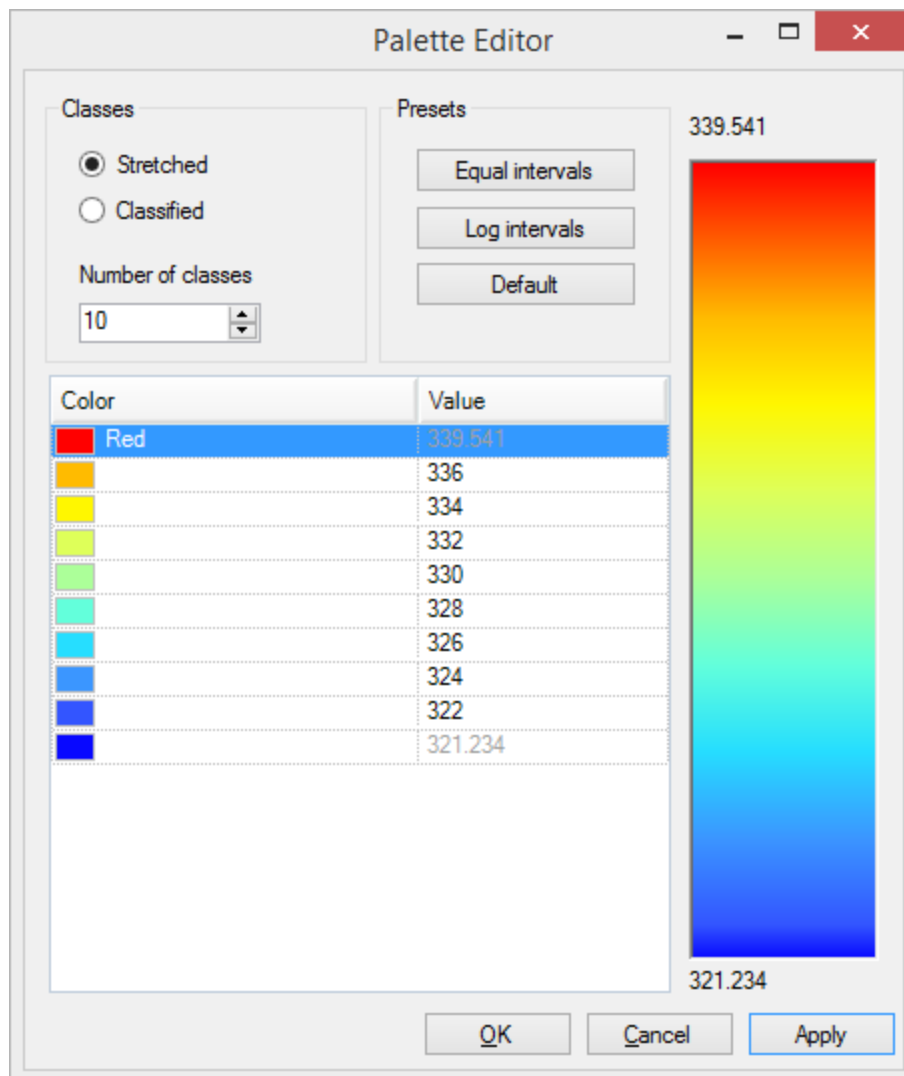 Palette Editor
Classes
Stretched
Classified
Number of classes
10
Presets
Equal intervals
Log intervals
Default
339.541
Color Value
Red 339.541
336
334
332
330
328
326
324
322
321.234
321.234
OK Cancel Apply